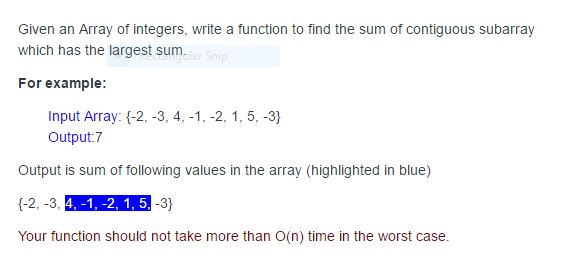 Given an Array of integers, write a function to find the sum of contiguous subarray
which has the largest sum.
Rectangular Snip
For example:
Input Array: {-2, -3, 4, -1, -2, 1, 5, -3}
Output:7
Output is sum of following values in the array (highlighted in blue)
{-2, -3, 4, -1, -2, 1, 5, -3}
Your function should not take more than O(n) time in the worst case.